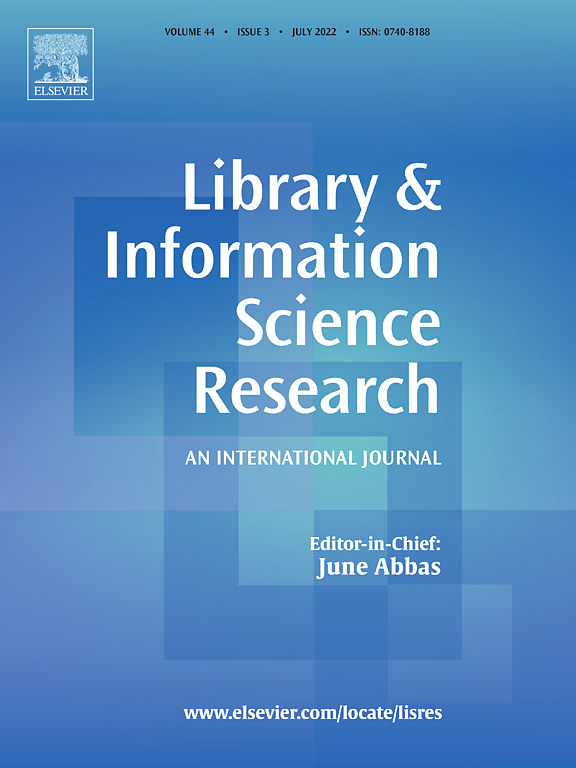 VOLUME 44 • ISSUE 3 • JULY 2022 • ISSN: 0740-8188
ELSEVIER
Library &
Information
Science
Research
AN INTERNATIONAL JOURNAL
Editor-in-Chief:
June Abbas
www.elsevier.com/locate/lisres